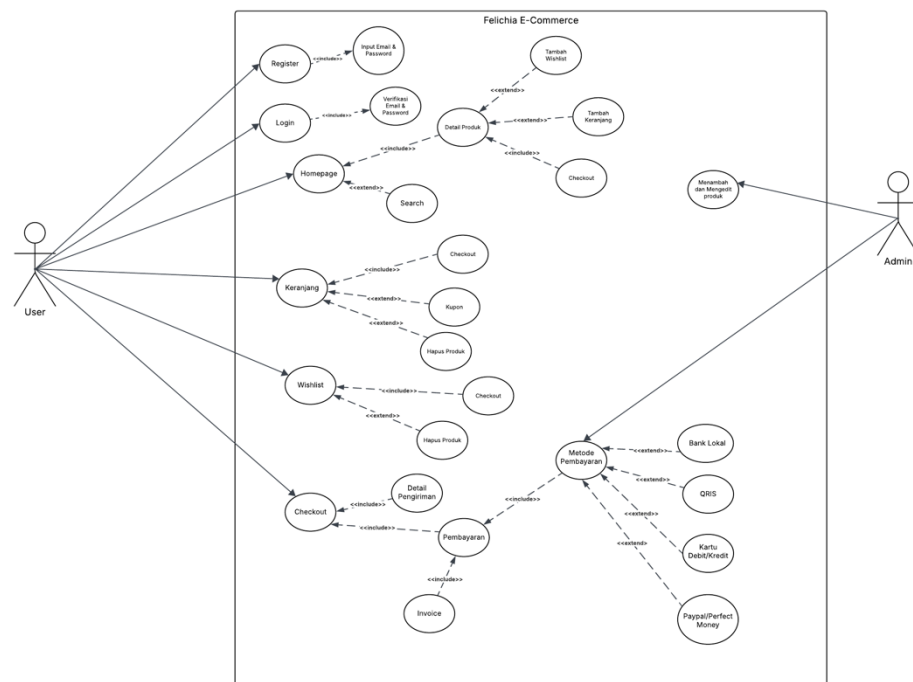 Felichia E-Commerce
Register
<<include>>
Input Email &
Password
Login
<<include>>
Verifikasi
Email &
Password
Homepage
<<include>>
Detail Produk
<<extend>>
Tambah
Wishlist
<<extend>>
Tambah
Keranjang
<<include>>
Checkout
<<extend>>
Search
Menambah
dan Mengedit
produk
User
Admin
Keranjang
<<include>>
Checkout
<<extend>>
Kupon
<<extend>>
Hapus Produk
Wishlist
<<include>>
Checkout
<<extend>>
Hapus Produk
Checkout
<<include>>
Detail
Pengiriman
<<include>>
Pembayaran
<<include>>
Invoice
<<include>>
Metode
Pembayaran
<<extend>>
Bank Lokal
<<extend>>
QRIS
<<extend>>
Kartu
Debit/Kredit
<<extend>>
Paypal/Perfect
Money